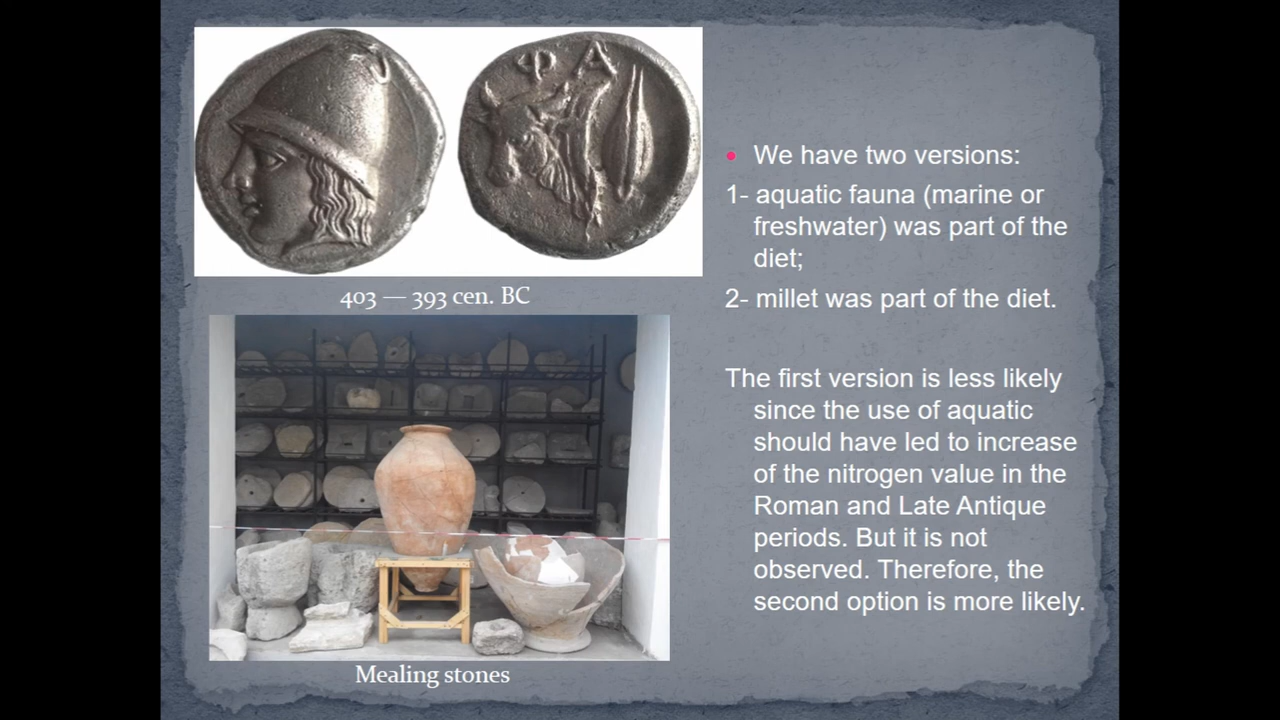 ΦΑ
403 — 393 cen. BC
Mealing stones
We have two versions:
1- aquatic fauna (marine or
freshwater) was part of the
diet;
2- millet was part of the diet.
The first version is less likely
since the use of aquatic
should have led to increase
of the nitrogen value in the
Roman and Late Antique
periods. But it is not
observed. Therefore, the
second option is more likely.